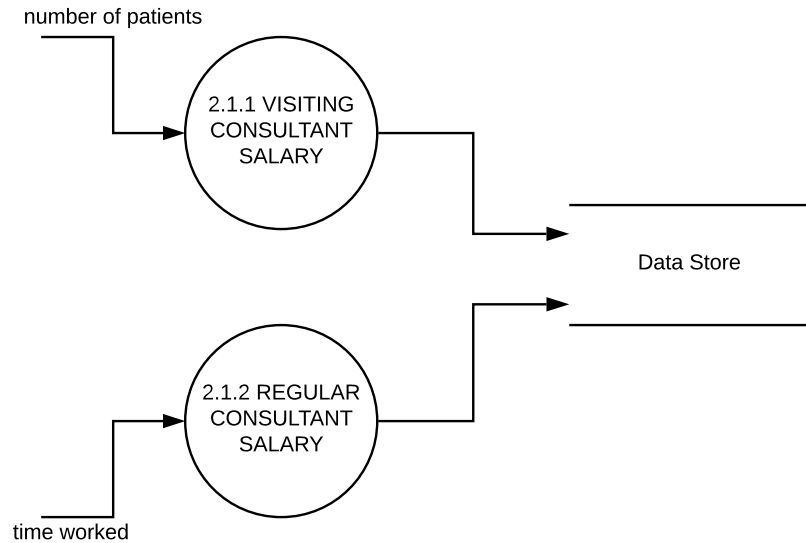 number of patients
2.1.1 VISITING
CONSULTANT
SALARY
Data Store
2.1.2 REGULAR
CONSULTANT
SALARY
time worked